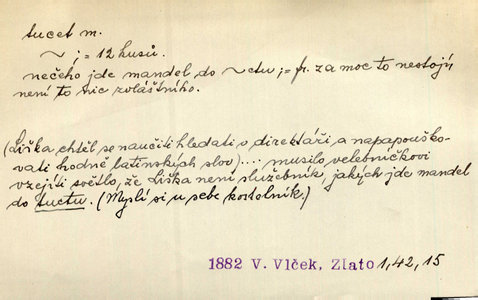 tucet m.
~ ; = 12 kusů.
nečeho jde mandel do ~ctu ; = fr. za moc to nestojí
není to nic zvláštního.
(Liška chtěl se naučiti hledati v direktáři a napapouško-
vati hodně latinských slov).... musilo velebníčkovi
vzejíti světlo, že Liška není služebník, jakých jde mandel
do tuctu. (Myslí si u sebe kostelník.)
1882 V. Vlček, Zlato 1,42,15